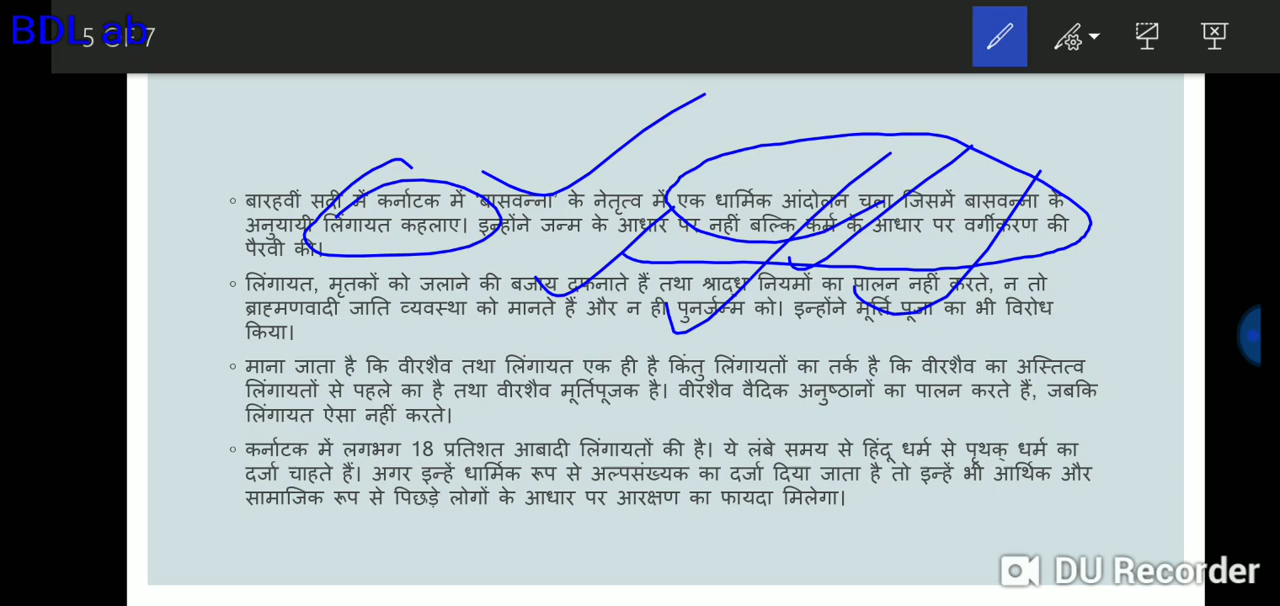 BDL ab
5 OF 7
बारहवीं सदी में कर्नाटक में 'बासवन्ना' के नेतृत्व में एक धार्मिक आंदोलन चला जिसमें बासवन्ना के
अनुयायी लिंगायत कहलाए। इन्होंने जन्म के आधार पर नहीं बल्कि कर्म के आधार पर वर्गीकरण की
पैरवी की।
लिंगायत, मृतकों को जलाने की बजाय दफनाते हैं तथा श्राद्ध नियमों का पालन नहीं करते, न तो
ब्राह्मणवादी जाति व्यवस्था को मानते हैं और न ही पुनर्जन्म को। इन्होंने मूर्ति पूजा का भी विरोध
किया।
माना जाता है कि वीरशैव तथा लिंगायत एक ही है किंतु लिंगायतों का तर्क है कि वीरशैव का अस्तित्व
लिंगायतों से पहले का है तथा वीरशैव मूर्तिपूजक है। वीरशैव वैदिक अनुष्ठानों का पालन करते हैं, जबकि
लिंगायत ऐसा नहीं करते।
कर्नाटक में लगभग 18 प्रतिशत आबादी लिंगायतों की है। ये लंबे समय से हिंदू धर्म से पृथक् धर्म का
दर्जा चाहते हैं। अगर इन्हें धार्मिक रूप से अल्पसंख्यक का दर्जा दिया जाता है तो इन्हें भी आर्थिक और
सामाजिक रूप से पिछड़े लोगों के आधार पर आरक्षण का फायदा मिलेगा।
DU Recorder